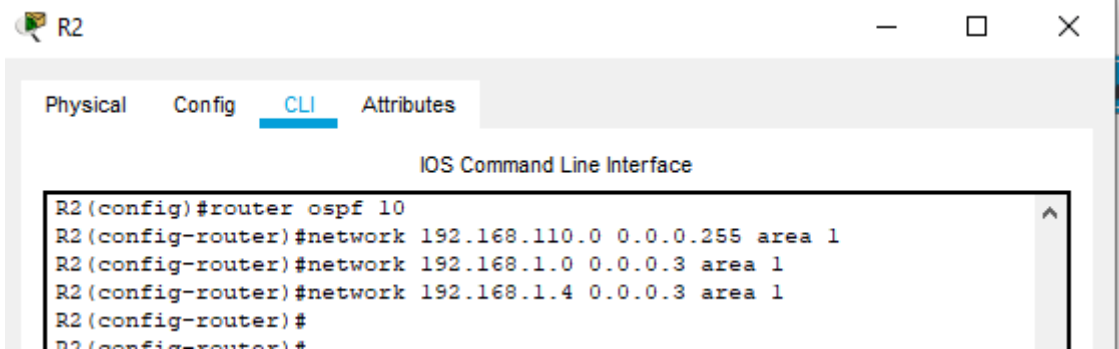 R2
Physical Config CLI Attributes
IOS Command Line Interface
R2(config)#router ospf 10
R2(config-router)#network 192.168.110.0 0.0.0.255 area 1
R2(config-router)#network 192.168.1.0 0.0.0.3 area 1
R2(config-router)#network 192.168.1.4 0.0.0.3 area 1
R2(config-router)#
R2(config-router)#